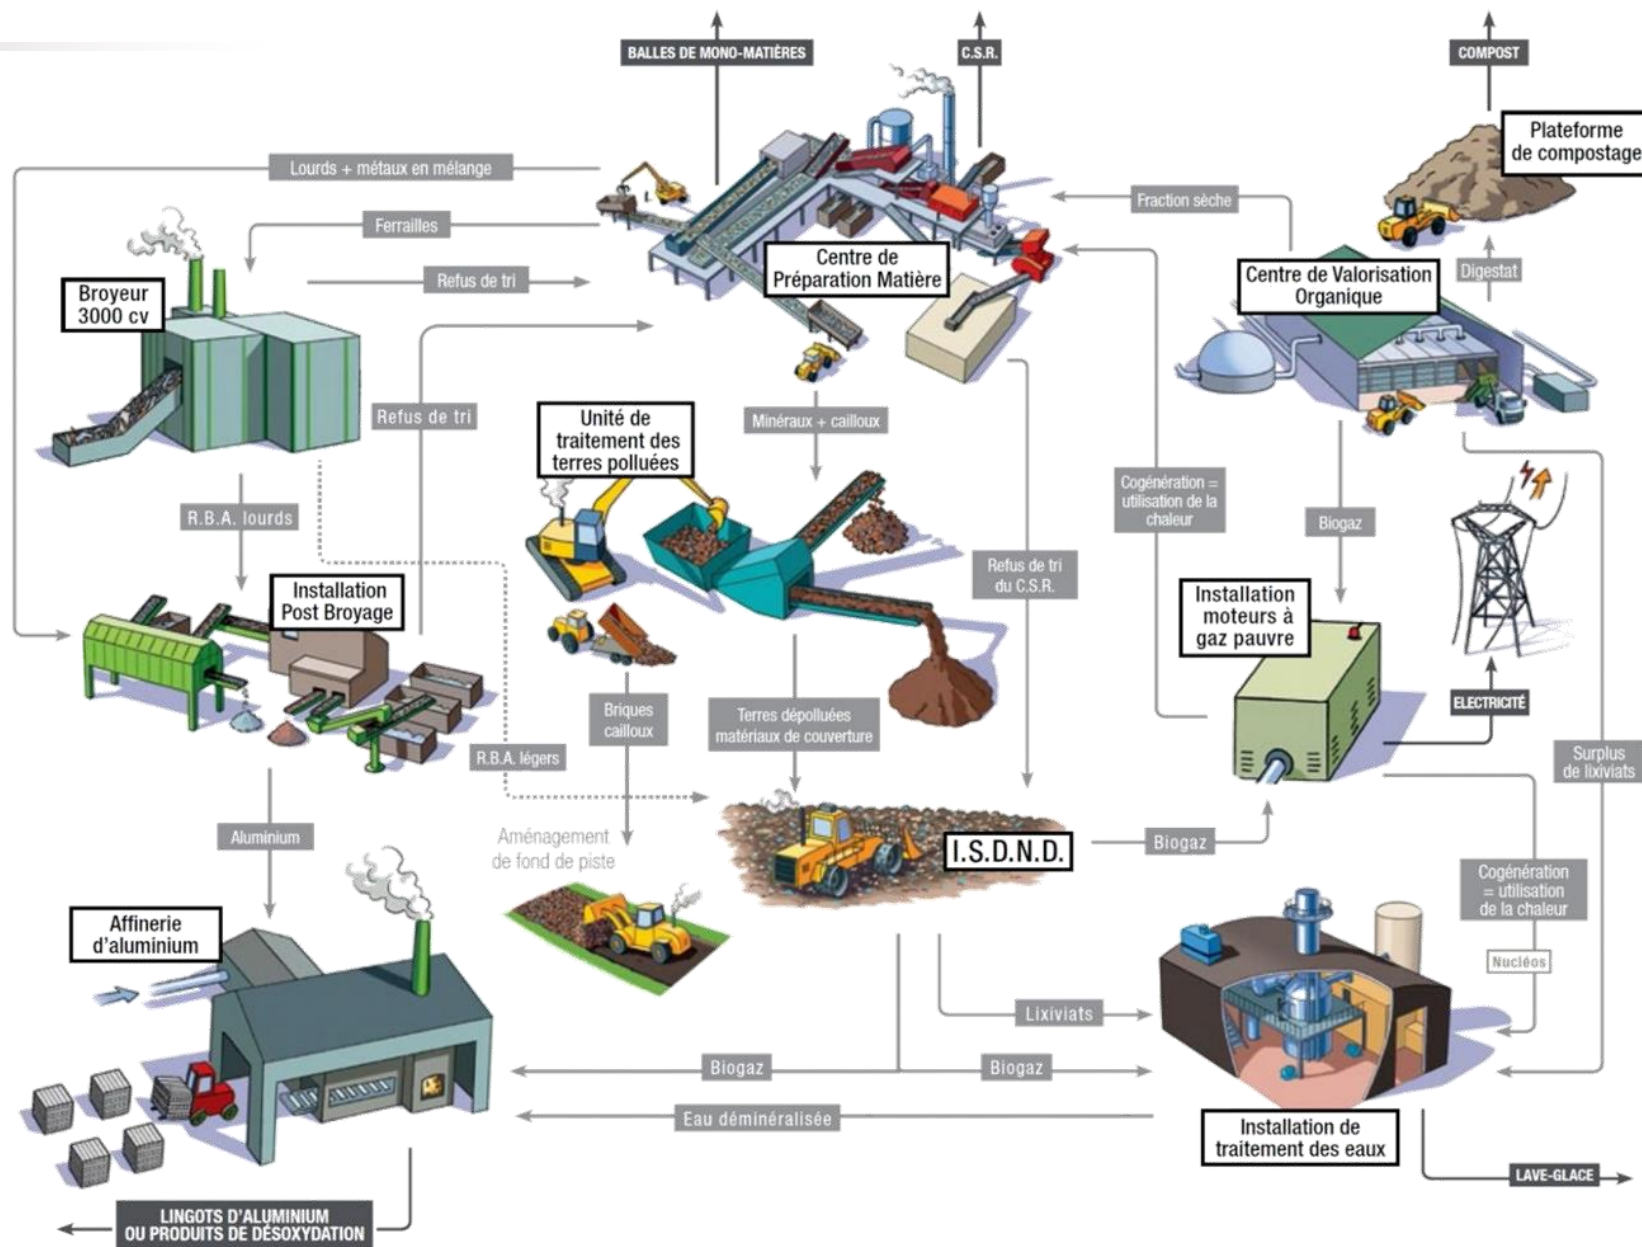 BALLES DE MONO-MATIÈRES
C.S.R.
COMPOST
Plateforme
de compostage
Lourds + métaux en mélange
Fraction sèche
Ferrailles
Centre de
Préparation Matière
Centre de Valorisation
Organique
Digestat
Refus de tri
Broyeur
3000 cv
Refus de tri
Unité de
traitement des
terres polluées
Minéraux + cailloux
Cogénération =
utilisation de la
chaleur
Biogaz
R.B.A. lourds
Refus de tri
du C.S.R.
Installation
Post Broyage
Installation
moteurs à
gaz pauvre
Briques
cailloux
Terres dépolluées
matériaux de couverture
ELECTRICITÉ
R.B.A. légers
Surplus
de lixiviats
Aluminium
Aménagement
de fond de piste
I.S.D.N.D.
Biogaz
Cogénération
= utilisation
de la chaleur
Affinerie
d'aluminium
Nucléos
Lixiviats
Biogaz
Biogaz
Eau déminéralisée
Installation de
traitement des eaux
LAVE-GLACE
LINGOTS D'ALUMINIUM
OU PRODUITS DE DÉSOXYDATION